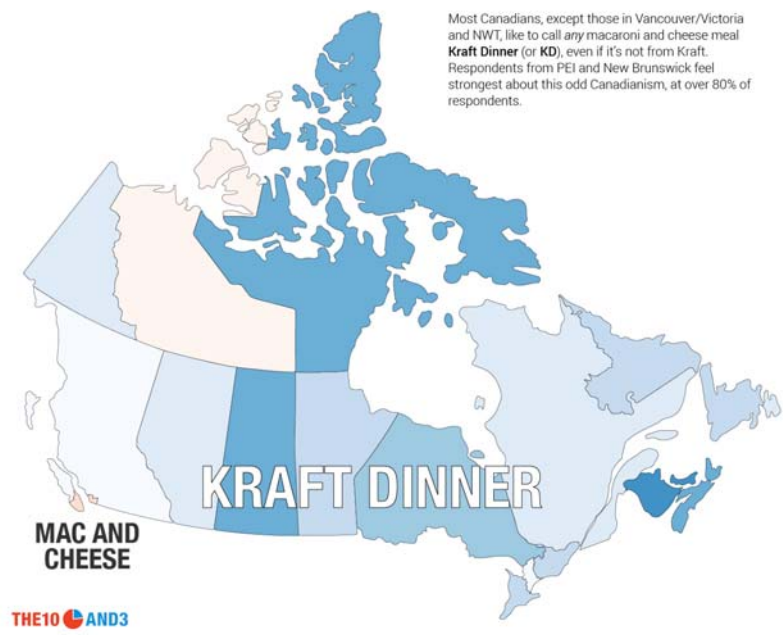 Most Canadians, except those in Vancouver/Victoria
and NWT, like to call any macaroni and cheese meal
Kraft Dinner (or KD), even if it's not from Kraft.
Respondents from PEI and New Brunswick feel
strongest about this odd Canadianism, at over 80% of
respondents.
KRAFT DINNER
MAC AND
CHEESE
THE10 AND3